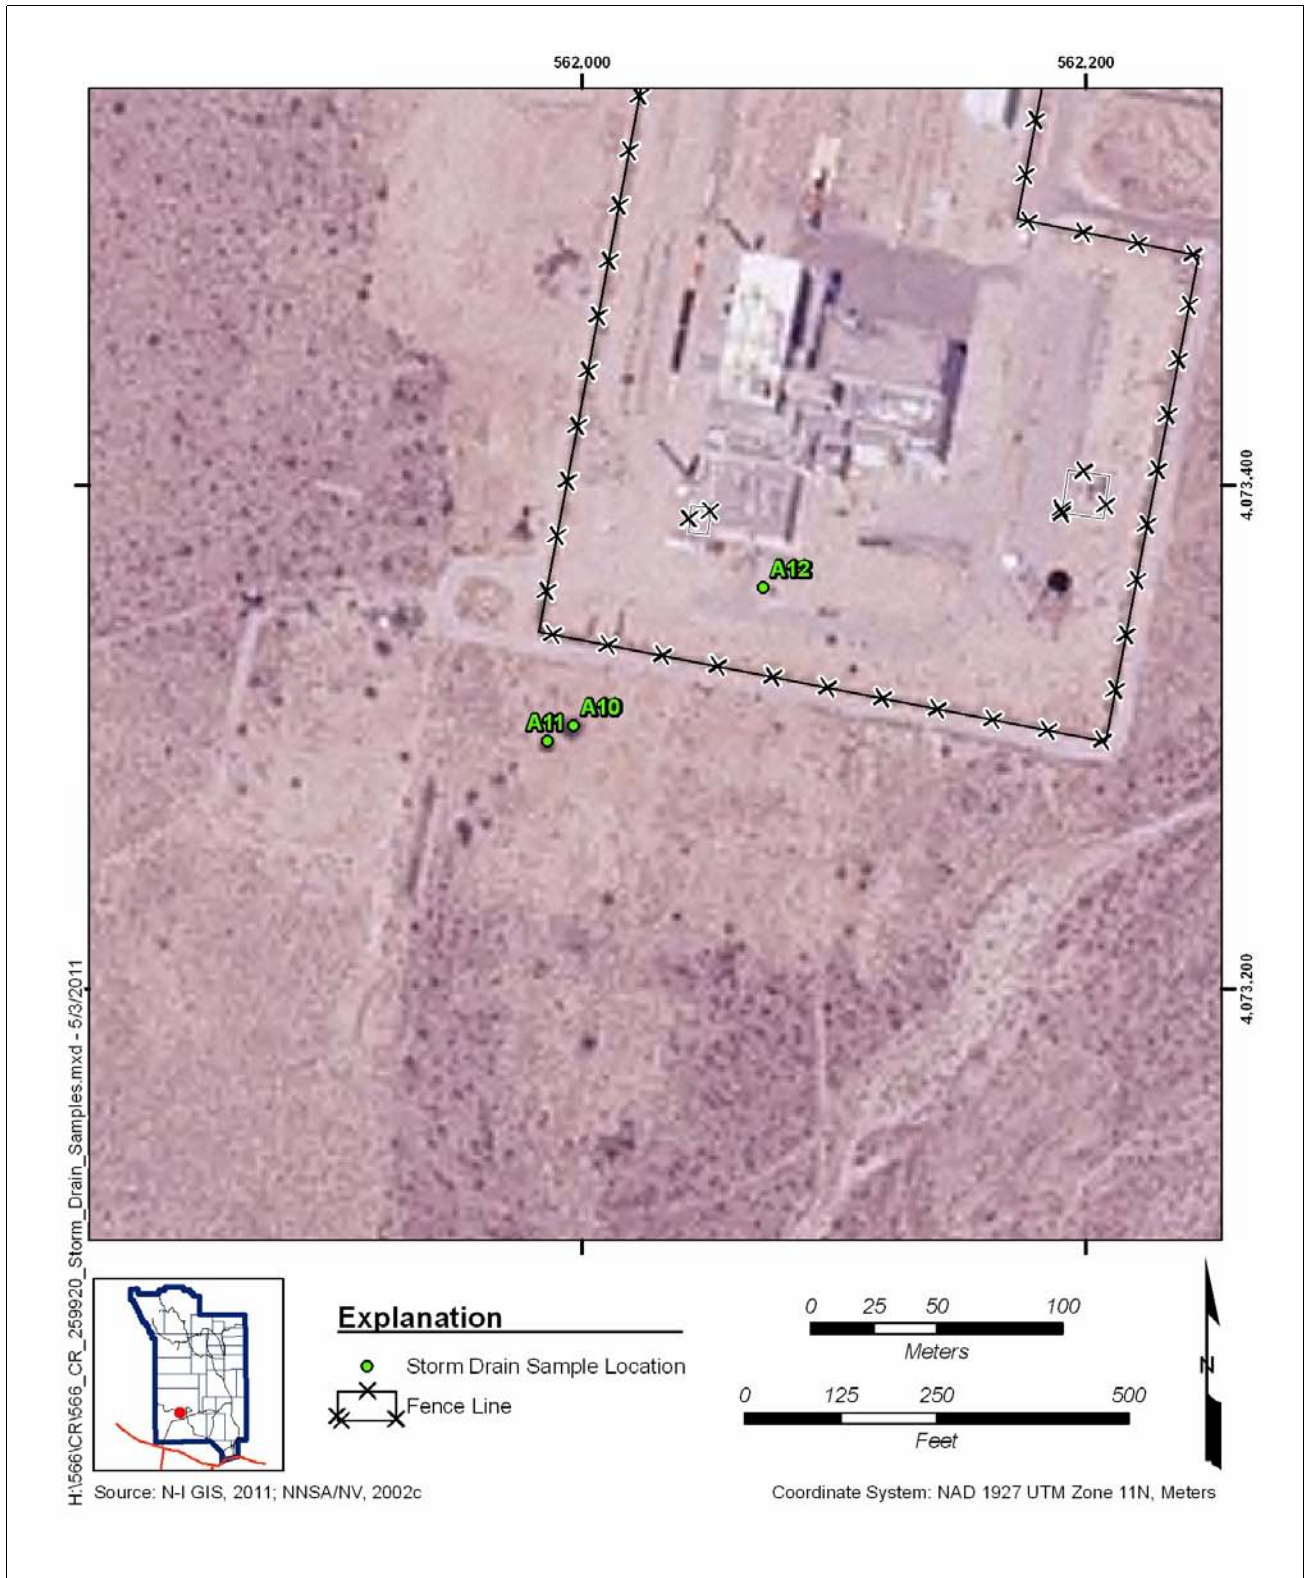 562,000 562,200
4,073,400
A12
A10
A11
4,073,200
H:\566\CR\566_CR_259920_Storm_Drain_Samples.mxd - 5/3/2011
Explanation
Storm Drain Sample Location
Fence Line
0 25 50 100
Meters
0 125 250 500
Feet
N
Source: N-I GIS, 2011; NNSA/NV, 2002c
Coordinate System: NAD 1927 UTM Zone 11N, Meters